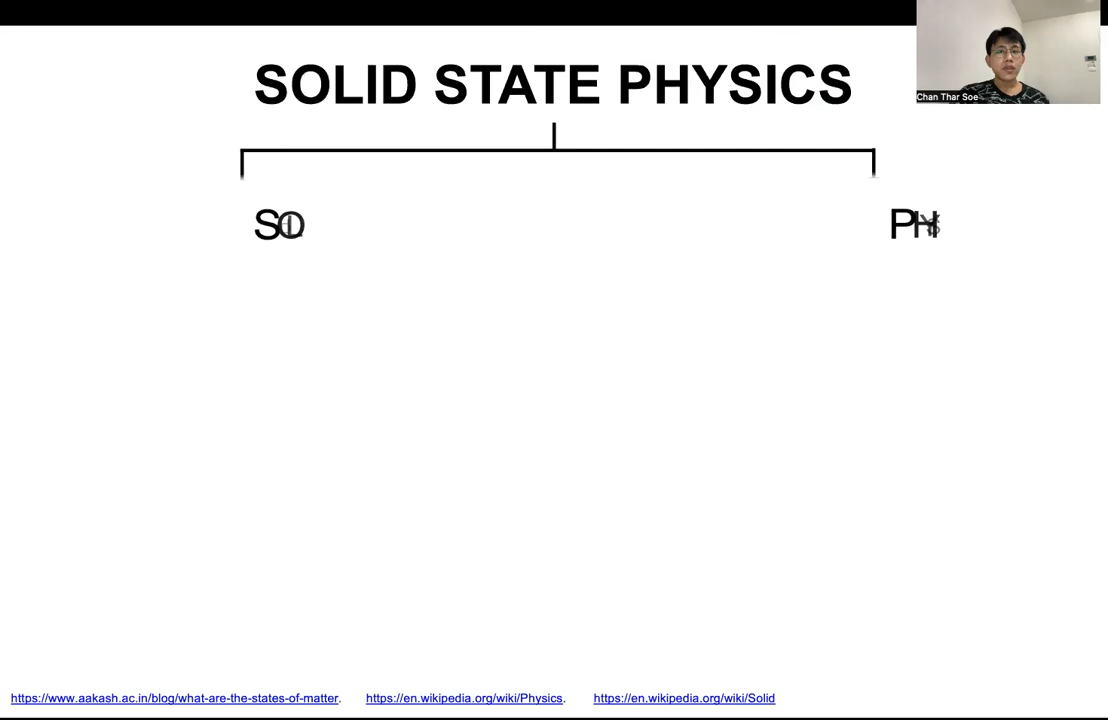 SOLID STATE PHYSICS
Chan Thar Soe
https://www.aakash.ac.in/blog/what-are-the-states-of-matter. https://en.wikipedia.org/wiki/Physics. https://en.wikipedia.org/wiki/Solid